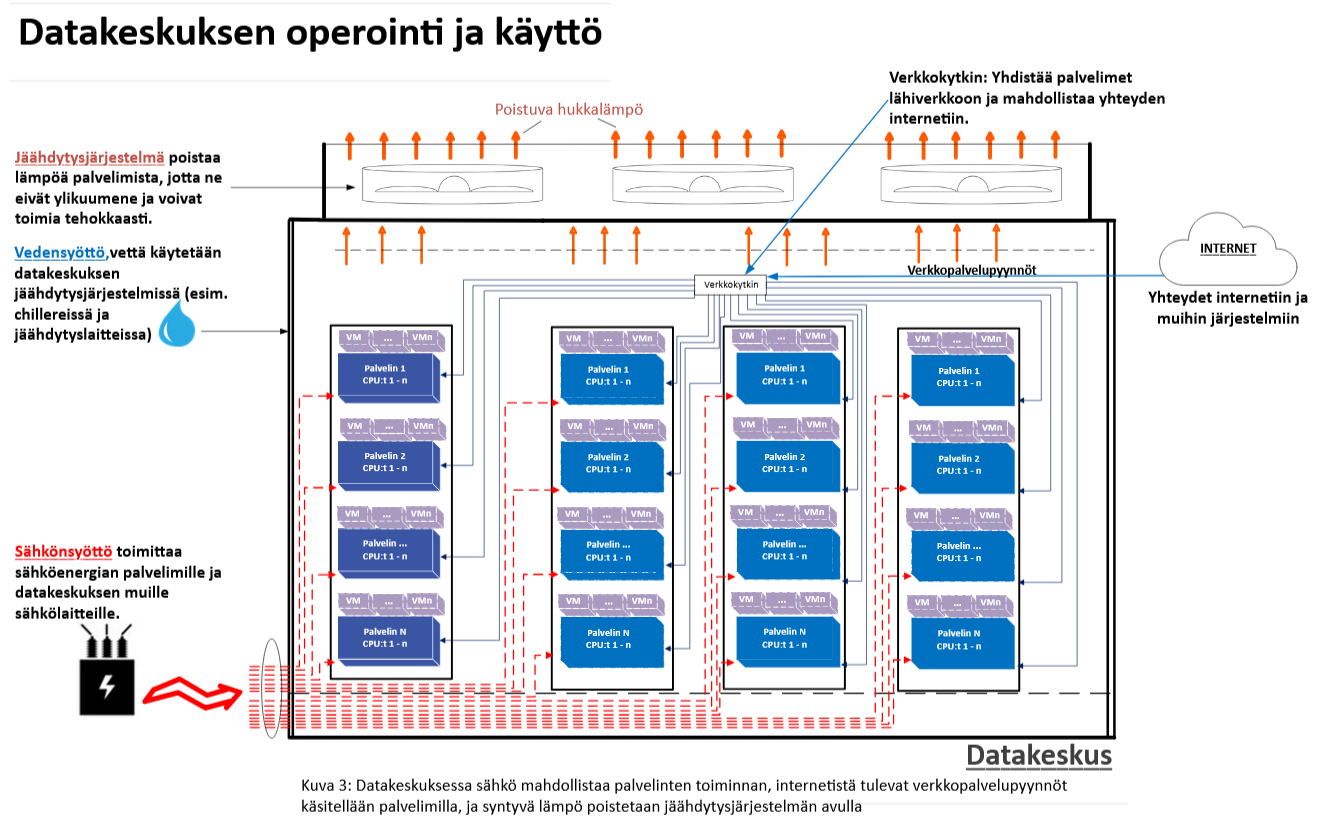 Datakeskuksen operointi ja käyttö
Verkkokytkin: Yhdistää palvelimet
lähiverkkoon ja mahdollistaa yhteyden
internetiin.
Poistuva hukkalämpö
Jäähdytysjärjestelmä poistaa
lämpöä palvelimista, jotta ne
eivät ylikuumene ja voivat
toimia tehokkaasti.
Vedensyöttö,vettä käytetään
datakeskuksen
jäähdytysjärjestelmissä (esim.
chillereissä ja
jäähdytyslaitteissa)
INTERNET
Verkkopalvelupyynnöt
Verkkokytkin
Yhteydet internetiin ja
muihin järjestelmiin
VM ... VMn
Palvelin 1
CPU:t 1 - n
VM ... VMn
Palvelin 2
CPU:t 1 - n
VM ... VMn
Palvelin ...
CPU:t 1 - n
VM ... VMn
Palvelin N
CPU:t 1 - n
VM ... VMn
Palvelin 1
CPU:t 1 - n
VM ... VMn
Palvelin 2
CPU:t 1 - n
VM ... VMn
Palvelin ...
CPU:t 1 - n
VM ... VMn
Palvelin N
CPU:t 1 - n
VM ... VMn
Palvelin 1
CPU:t 1 - n
VM ... VMn
Palvelin 2
CPU:t 1 - n
VM ... VMn
Palvelin ...
CPU:t 1 - n
VM ... VMn
Palvelin N
CPU:t 1 - n
VM ... VMn
Palvelin 1
CPU:t 1 - n
VM ... VMn
Palvelin 2
CPU:t 1 - n
VM ... VMn
Palvelin ...
CPU:t 1 - n
VM ... VMn
Palvelin N
CPU:t 1 - n
Sähkönsyöttö toimittaa
sähköenergian palvelimille ja
datakeskuksen muille
sähkölaitteille.
Datakeskus
Kuva 3: Datakeskuksessa sähkö mahdollistaa palvelinten toiminnan, internetistä tulevat verkkopalvelupyynnöt
käsitellään palvelimilla, ja syntyvä lämpö poistetaan jäähdytysjärjestelmän avulla